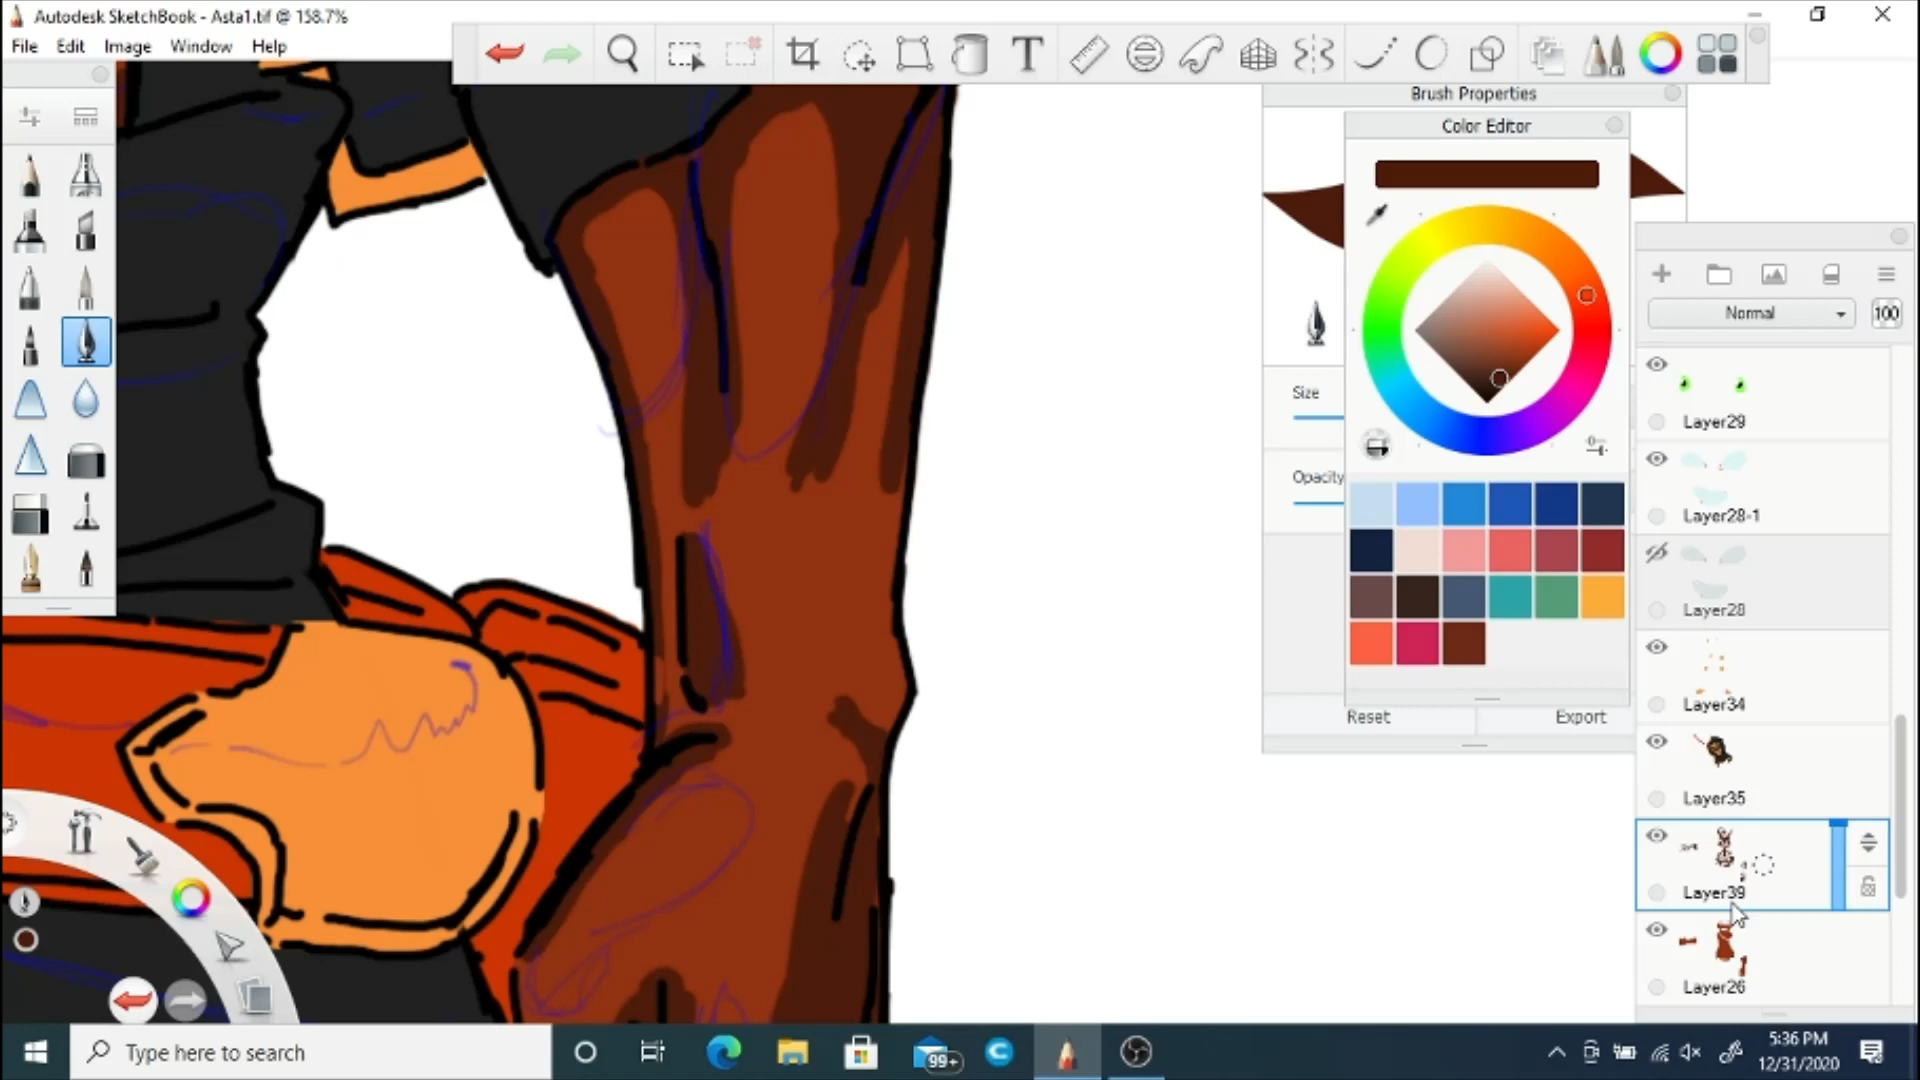 Autodesk SketchBook - Asta1.tif @ 158.7%
File Edit Image Window Help
T
Brush Properties
Color Editor
Size
Opacity
Reset Export
Normal 100
Layer29
Layer28-1
Layer28
Layer34
Layer35
Layer39
Layer26
Type here to search
99+
5:36 PM
12/31/2020